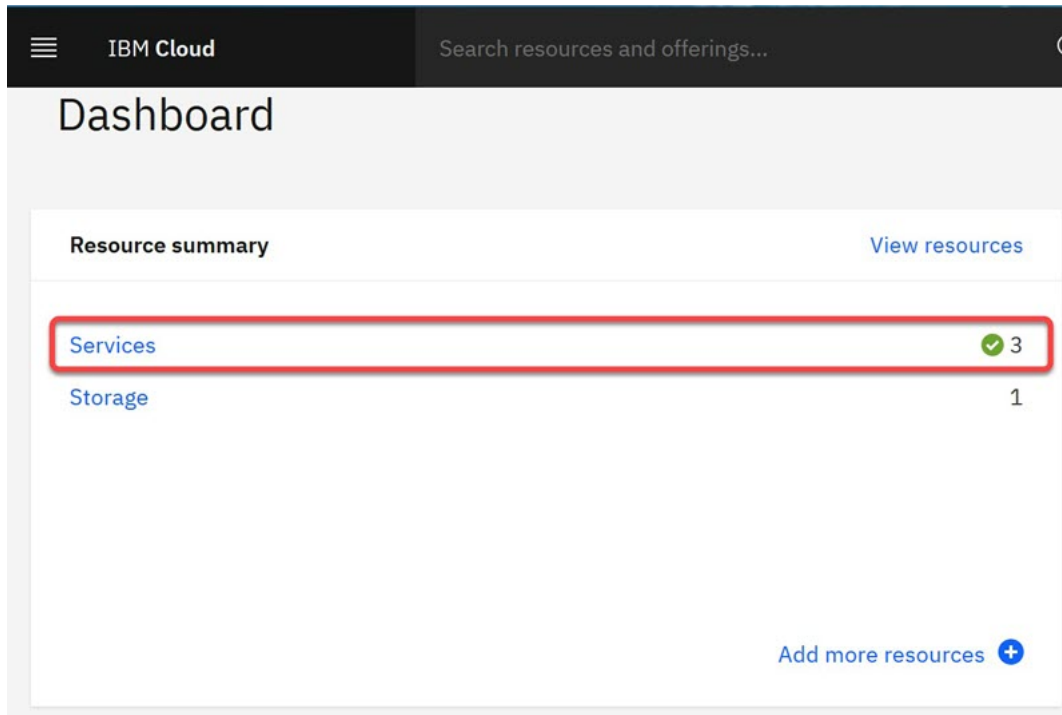 IBM Cloud
Search resources and offerings...
Dashboard
Resource summary
View resources
Services
3
Storage
1
Add more resources